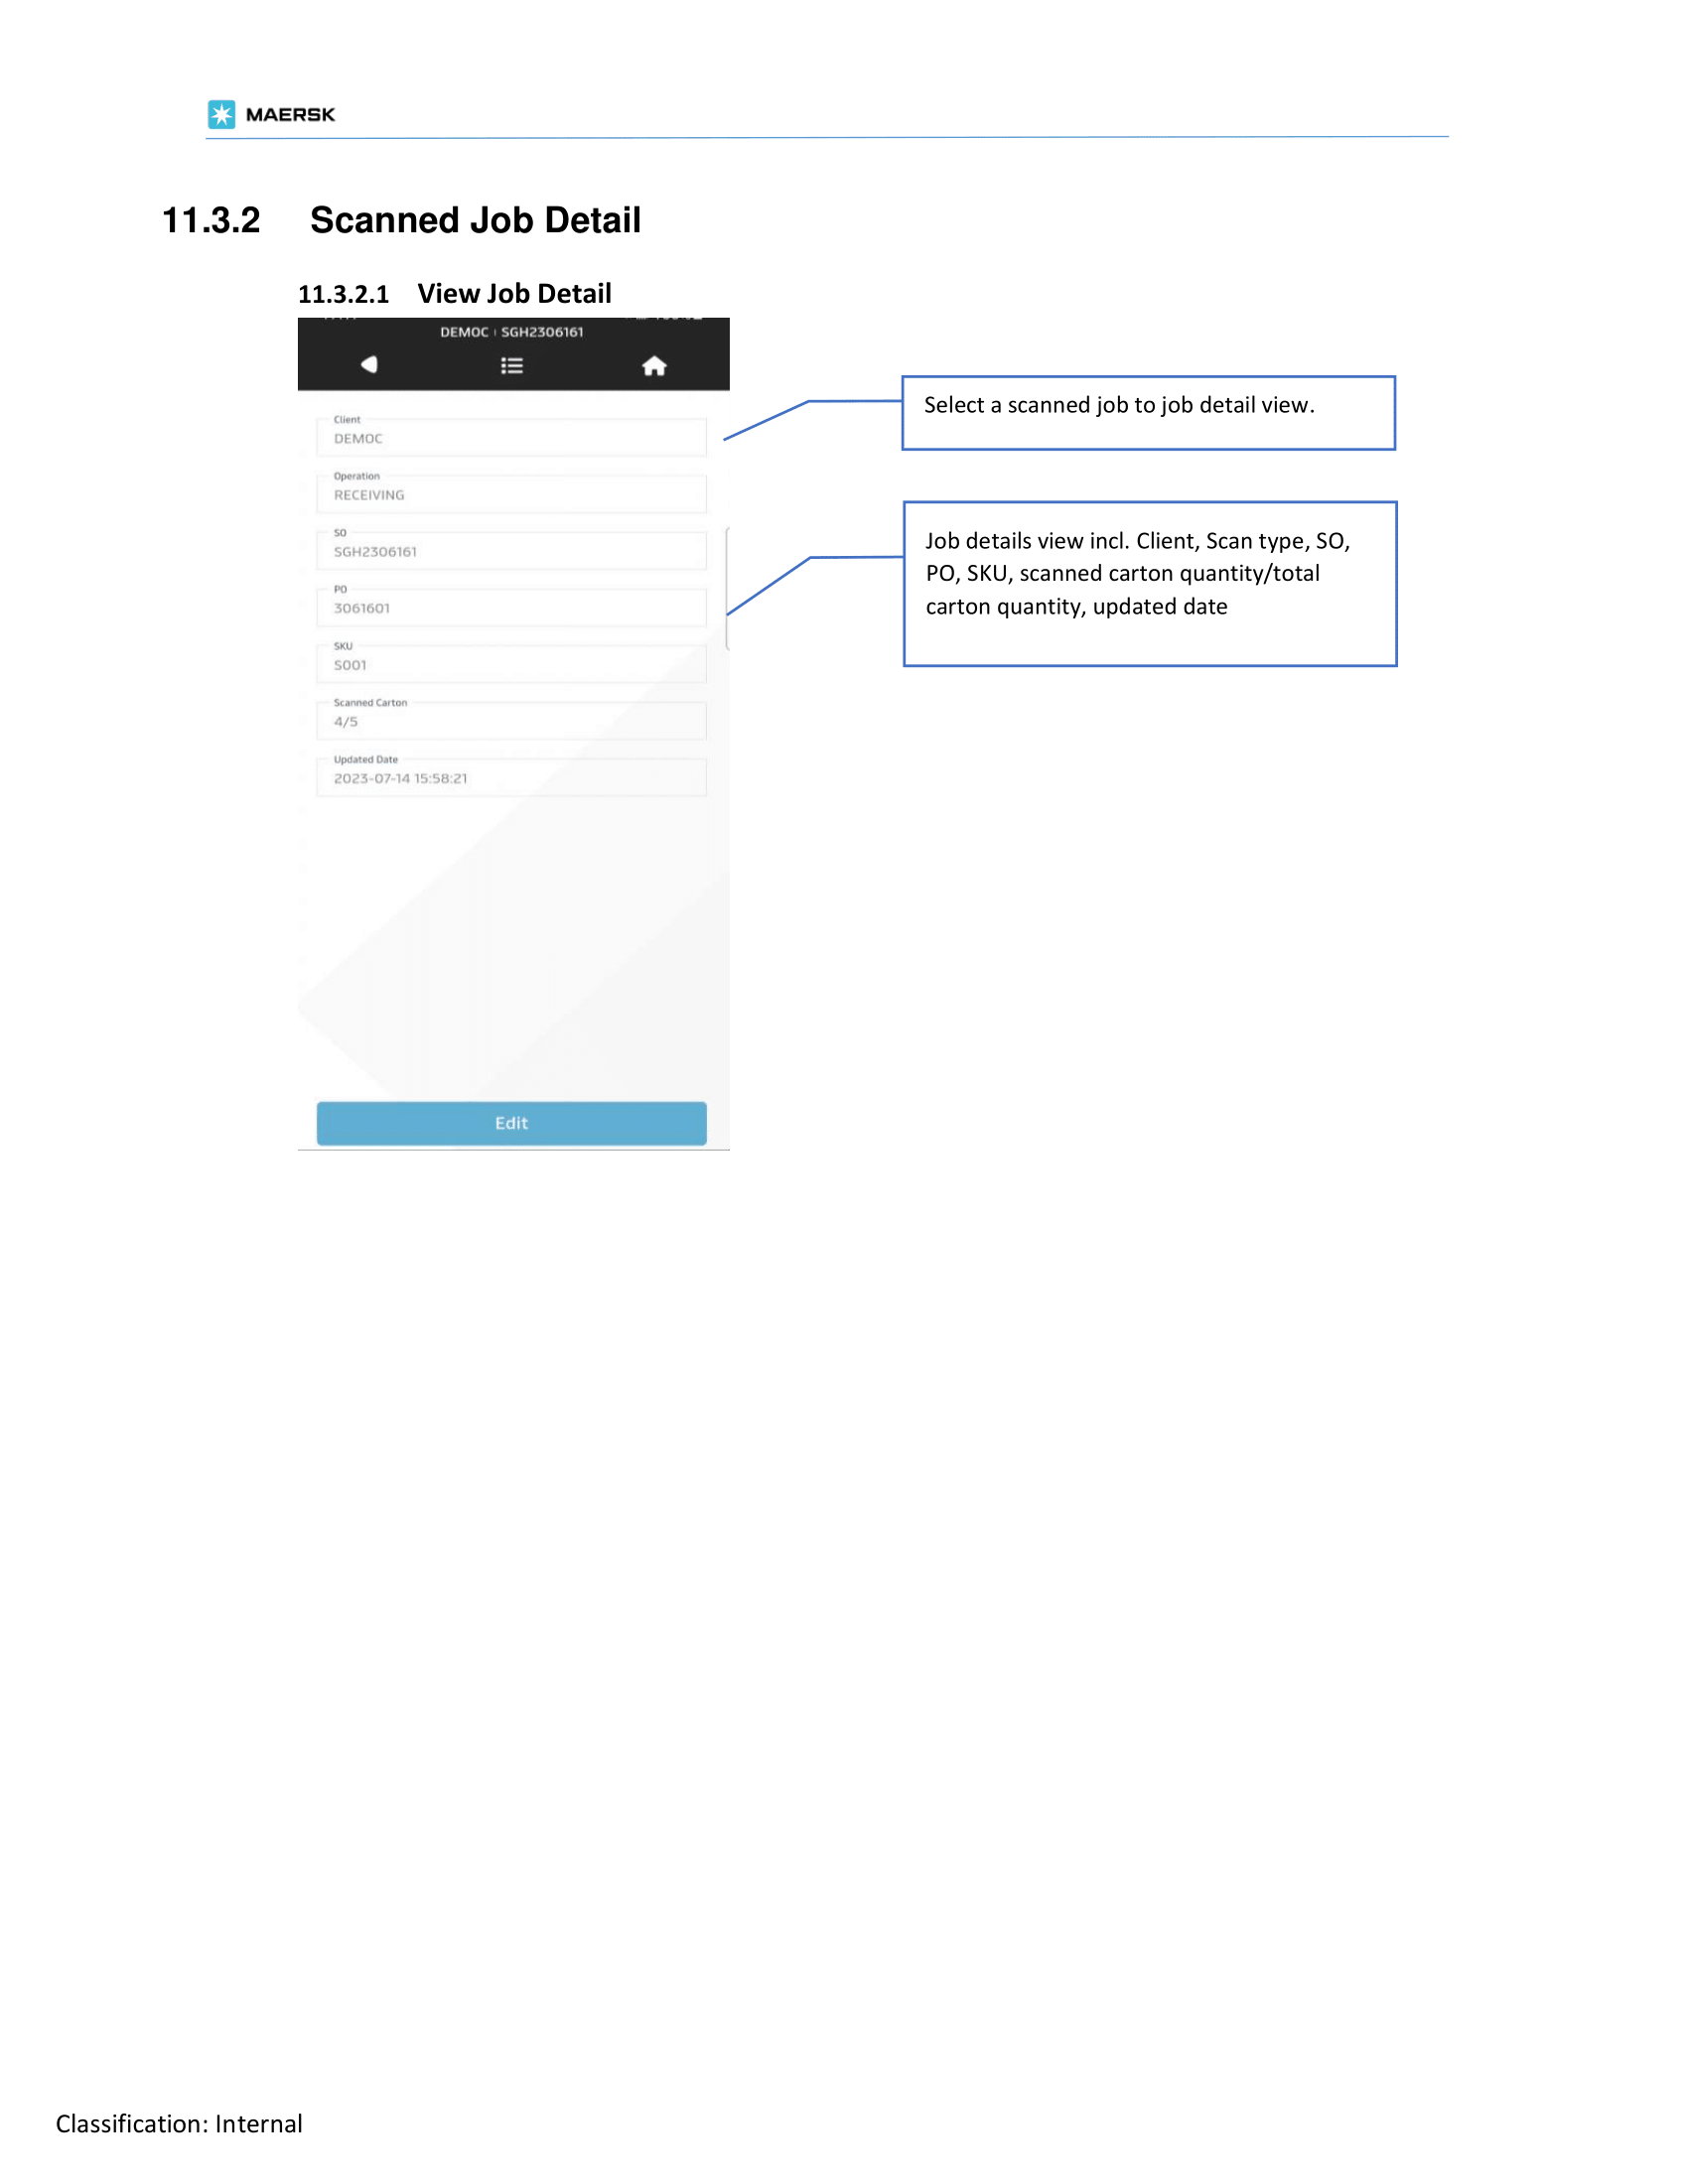 MAERSK
11.3.2 Scanned Job Detail
11.3.2.1 View Job Detail
DEMOC | SGH2306161
Client
DEMOC
Operation
RECEIVING
SO
SGH2306161
PO
3061601
SKU
S001
Scanned Carton
4/5
Updated Date
2023-07-14 15:58:21
Edit
Select a scanned job to job detail view.
Job details view incl. Client, Scan type, SO,
PO, SKU, scanned carton quantity/total
carton quantity, updated date
Classification: Internal